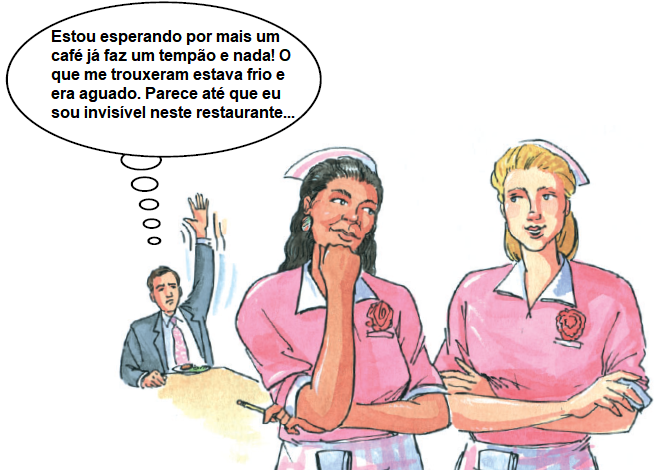 Estou esperando por mais um
café já faz um tempão e nada! O
que me trouxeram estava frio e
era aguado. Parece até que eu
sou invisível neste restaurante...